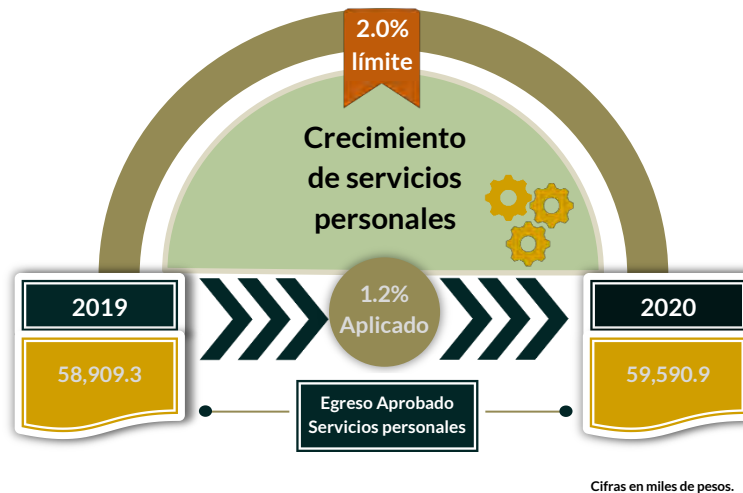 2.0%
límite
Crecimiento
de servicios
personales
2019
1.2%
Aplicado
2020
58,909.3
59,590.9
Egreso Aprobado
Servicios personales
Cifras en miles de pesos.